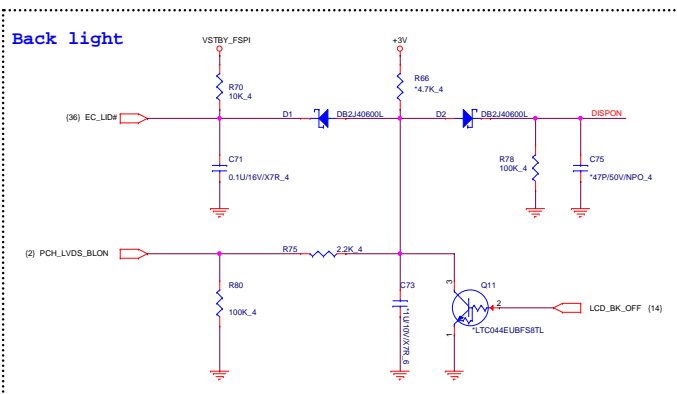 Back light
VSTBY_FSPI
+3V
R70
10K_4
R66
*4.7K_4
{36} EC_LID#
D1
DB2J40600L
D2
DB2J40600L
DISPON
C71
0.1U/16V/X7R_4
R78
100K_4
C75
*47P/50V/NPO_4
{2} PCH_LVDS_BLON
R75
2.2K_4
R80
100K_4
C73
*1U/10V/X7R_6
3
Q11
2
LCD_BK_OFF {14}
*LTC044EUBFS8TL
1